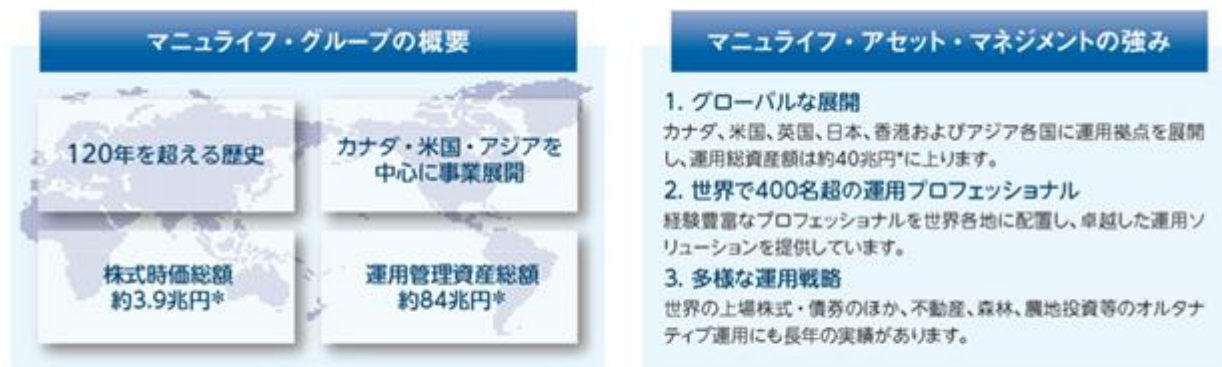 マニュライフ・グループの概要
120年を超える歴史
カナダ・米国・アジアを
中心に事業展開
株式時価総額
約3.9兆円*
運用管理資産総額
約84兆円*
マニュライフ・アセット・マネジメントの強み
1. グローバルな展開
カナダ、米国、英国、日本、香港およびアジア各国に運用拠点を展開
し、運用総資産額は約40兆円*に上ります。
2. 世界で400名超の運用プロフェッショナル
経験豊富なプロフェッショナルを世界各地に配置し、卓越した運用ソ
リューションを提供しています。
3. 多様な運用戦略
世界の上場株式・債券のほか、不動産、森林、農地投資等のオルタナ
ティブ運用にも長年の実績があります。